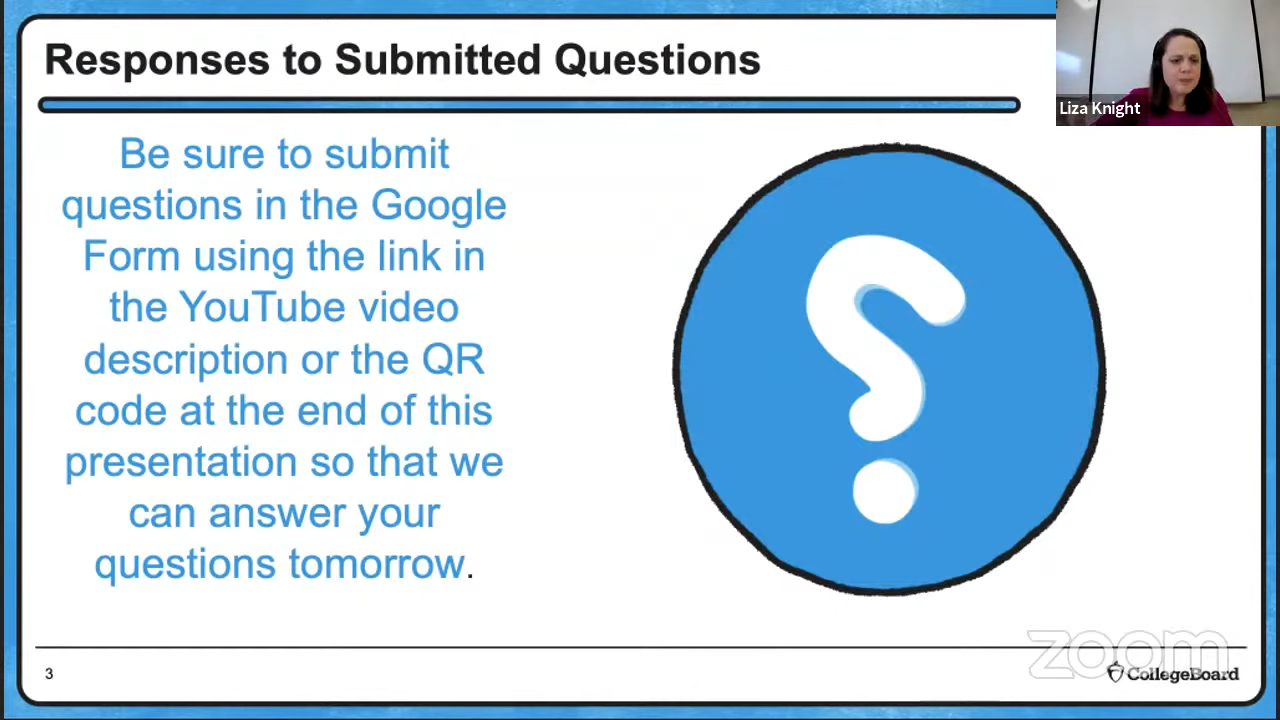 Responses to Submitted Questions
Liza Knight
Be sure to submit
questions in the Google
Form using the link in
the YouTube video
description or the QR
code at the end of this
presentation so that we
can answer your
questions tomorrow.
zoom
3
CollegeBoard